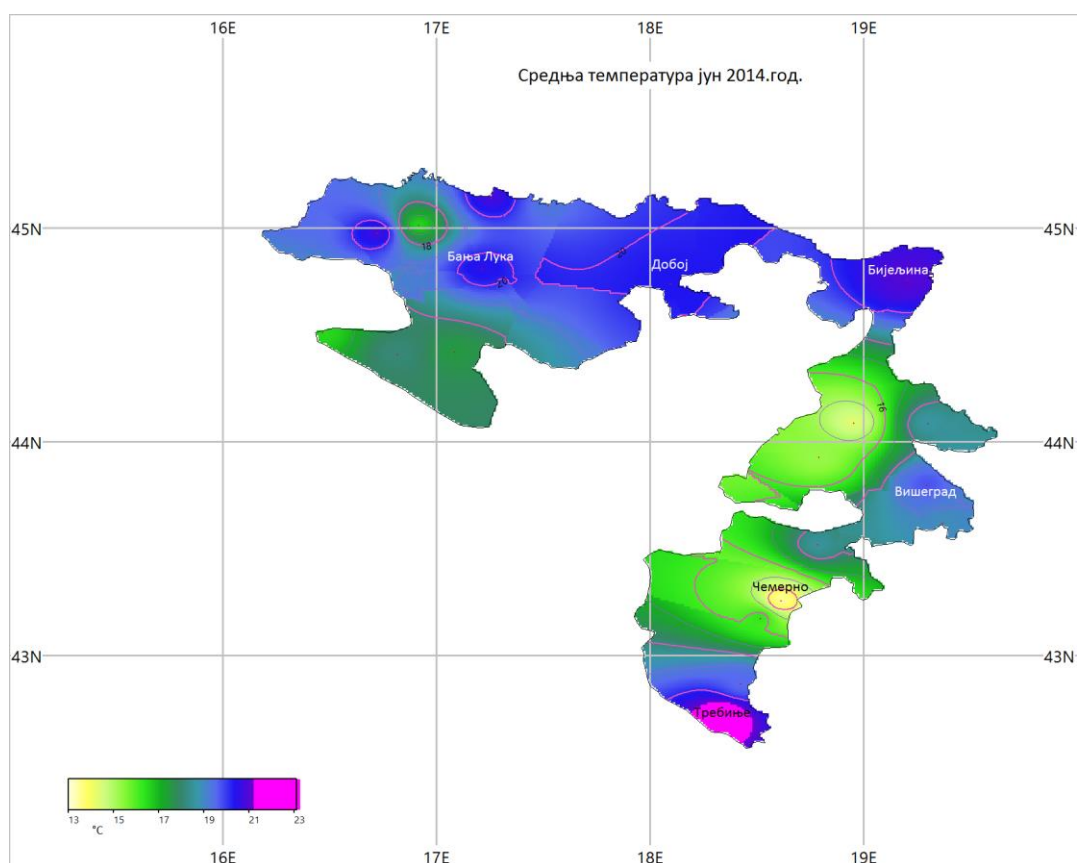 16E 17E 18E 19E
Средња температура јун 2014.год.
45N 45N
18
Бања Лука
20
Добој
20
Бијељина
16
44N 44N
Вишеград
Чемерно
43N 43N
Требиње
13 15 17 19 21 23
°C
16E 17E 18E 19E